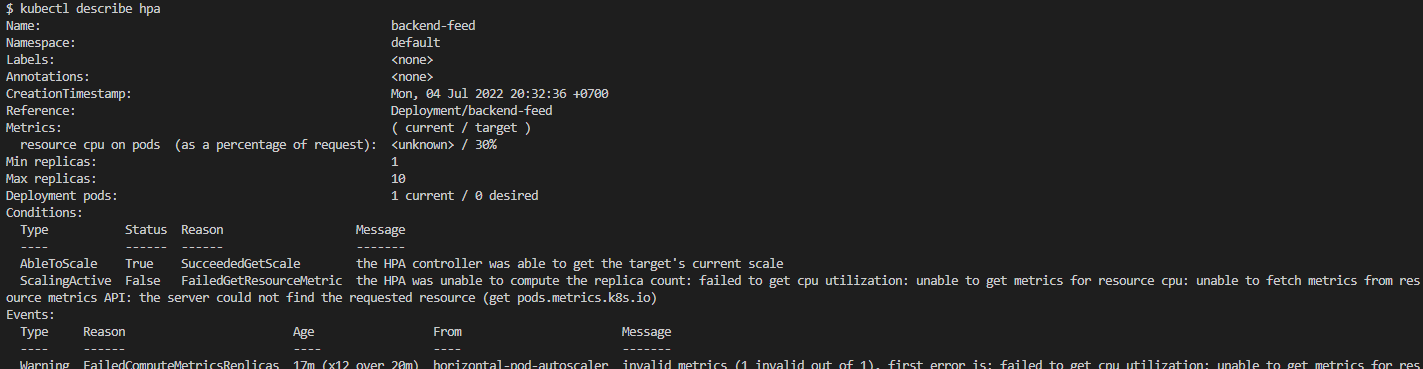 $ kubectl describe hpa
Name: backend-feed
Namespace: default
Labels: <none>
Annotations: <none>
CreationTimestamp: Mon, 04 Jul 2022 20:32:36 +0700
Reference: Deployment/backend-feed
Metrics: ( current / target )
resource cpu on pods (as a percentage of request): <unknown> / 30%
Min replicas: 1
Max replicas: 10
Deployment pods: 1 current / 0 desired
Conditions:
Type Status Reason Message
---- ------ ------ -------
AbleToScale True SucceededGetScale the HPA controller was able to get the target's current scale
ScalingActive False FailedGetResourceMetric the HPA was unable to compute the replica count: failed to get cpu utilization: unable to get metrics for resource cpu: unable to fetch metrics from res
ource metrics API: the server could not find the requested resource (get pods.metrics.k8s.io)
Events:
Type Reason Age From Message
---- ------ ---- ---- -------
Warning FailedComputeMetricsReplicas 17m (x12 over 20m) horizontal-pod-autoscaler invalid metrics (1 invalid out of 1), first error is: failed to get cpu utilization: unable to get metrics for res